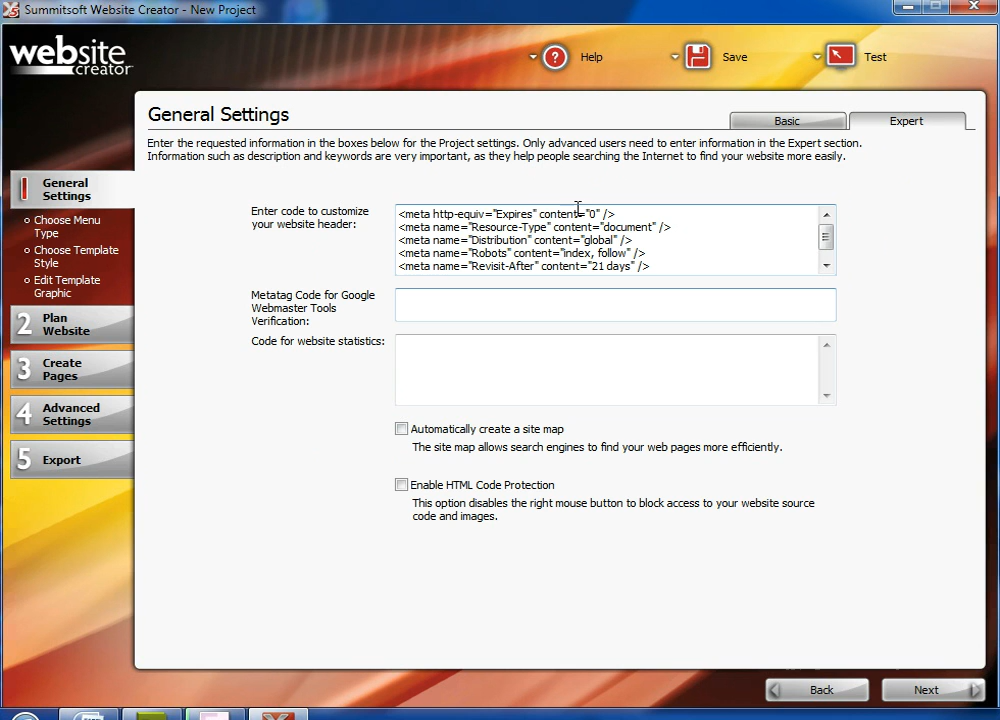 Summitsoft Website Creator - New Project
website
creator
Help
Save
Test
General Settings
Basic
Expert
Enter the requested information in the boxes below for the Project settings. Only advanced users need to enter information in the Expert section.
Information such as description and keywords are very important, as they help people searching the Internet to find your website more easily.
General
Settings
Choose Menu
Type
Choose Template
Style
Edit Template
Graphic
2 Plan
Website
3 Create
Pages
4 Advanced
Settings
5 Export
Enter code to customize
your website header:
<meta http-equiv="Expires" content="0" />
<meta name="Resource-Type" content="document" />
<meta name="Distribution" content="global" />
<meta name="Robots" content="index, follow" />
<meta name="Revisit-After" content="21 days" />
Metatag Code for Google
Webmaster Tools
Verification:
Code for website statistics:
Automatically create a site map
The site map allows search engines to find your web pages more efficiently.
Enable HTML Code Protection
This option disables the right mouse button to block access to your website source
code and images.
Back
Next